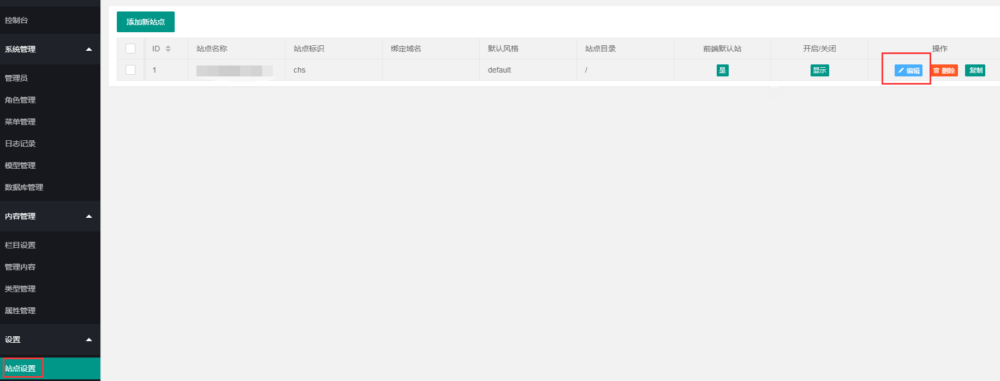 控制台
系统管理
管理员
角色管理
菜单管理
日志记录
模型管理
数据库管理
内容管理
栏目设置
管理内容
类型管理
属性管理
设置
站点设置
添加新站点
ID 站点名称 站点标识 绑定域名 默认风格 站点目录 前端默认站 开启/关闭 操作
1 chs default / 是 显示 编辑 删除 复制